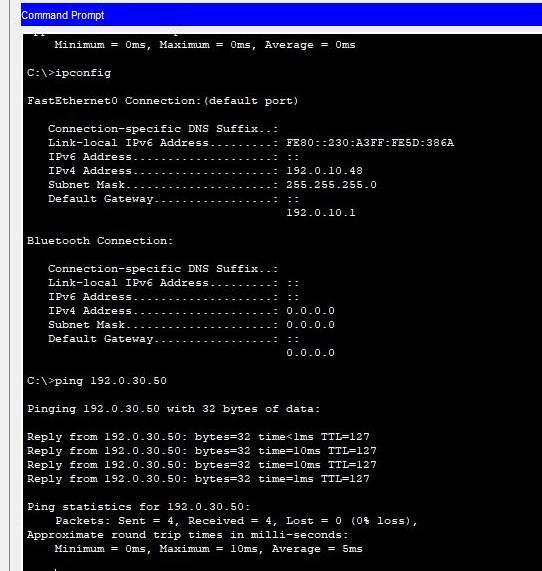 Command Prompt
Minimum = 0ms, Maximum = 0ms, Average = 0ms
C:\>ipconfig
FastEthernet0 Connection:(default port)
Connection-specific DNS Suffix..:
Link-local IPv6 Address.........: FE80::230:A3FF:FE5D:386A
IPv6 Address....................: ::
IPv4 Address....................: 192.0.10.48
Subnet Mask.....................: 255.255.255.0
Default Gateway.................: ::
192.0.10.1
Bluetooth Connection:
Connection-specific DNS Suffix..:
Link-local IPv6 Address.........: ::
IPv6 Address....................: ::
IPv4 Address....................: 0.0.0.0
Subnet Mask.....................: 0.0.0.0
Default Gateway.................: ::
0.0.0.0
C:\>ping 192.0.30.50
Pinging 192.0.30.50 with 32 bytes of data:
Reply from 192.0.30.50: bytes=32 time<1ms TTL=127
Reply from 192.0.30.50: bytes=32 time=10ms TTL=127
Reply from 192.0.30.50: bytes=32 time=10ms TTL=127
Reply from 192.0.30.50: bytes=32 time=1ms TTL=127
Ping statistics for 192.0.30.50:
Packets: Sent = 4, Received = 4, Lost = 0 (0% loss),
Approximate round trip times in milli-seconds:
Minimum = 0ms, Maximum = 10ms, Average = 5ms